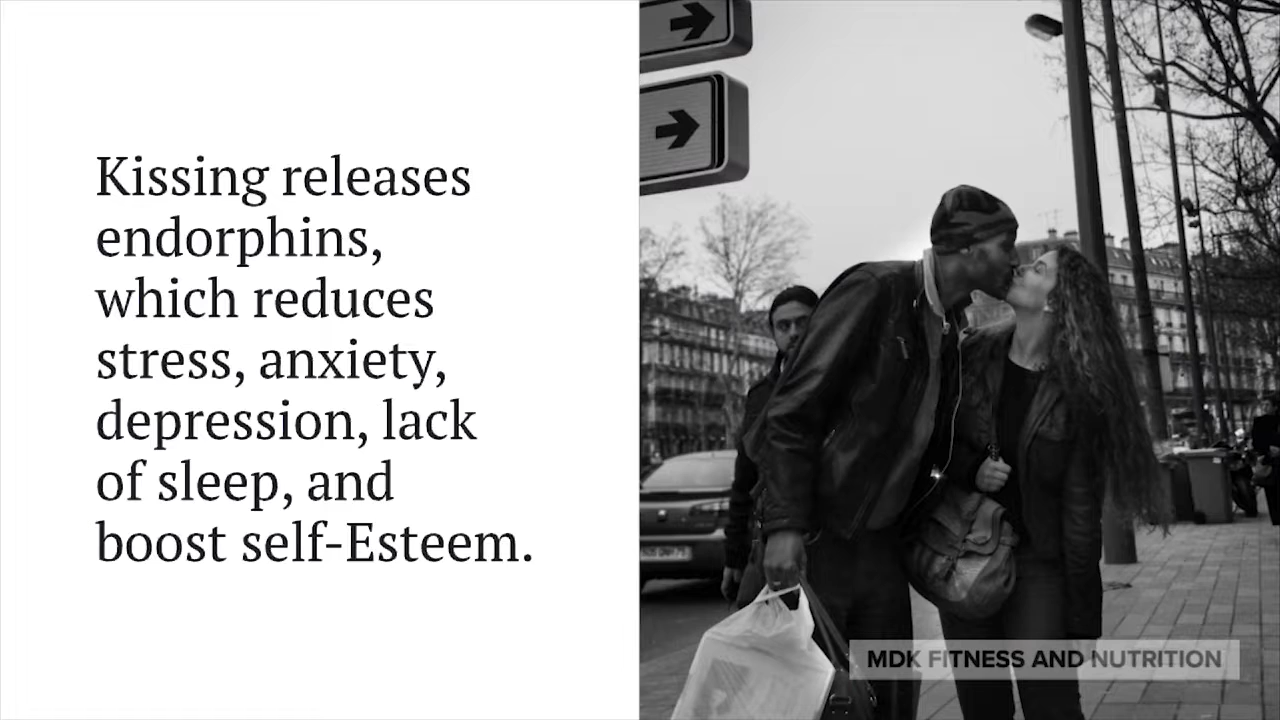 Kissing releases
endorphins,
which reduces
stress, anxiety,
depression, lack
of sleep, and
boost self-Esteem.
MDK FITNESS AND NUTRITION